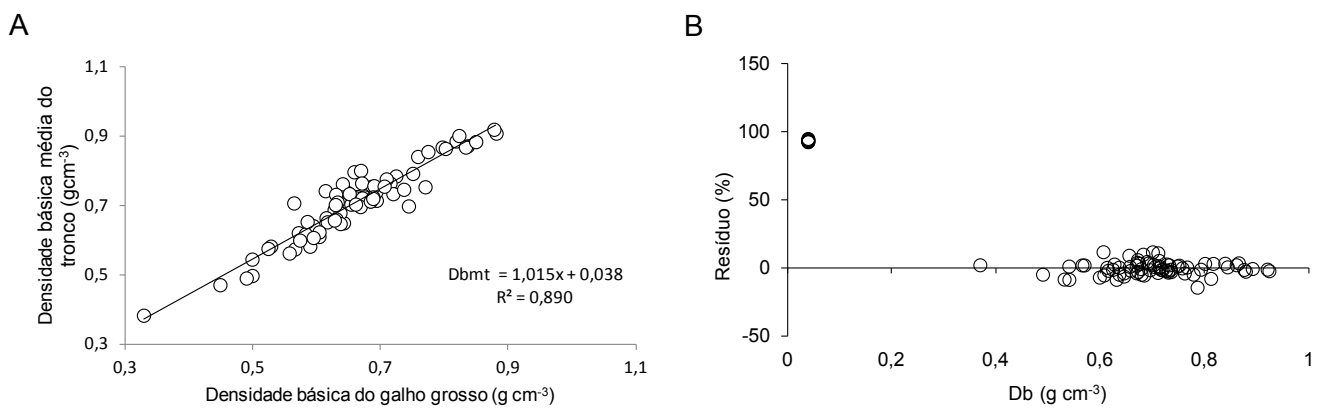 A
1,1
0,9
0,7
0,5
0,3
Densidade básica média do
tronco (gcm-3)
Dbmt = 1,015x + 0,038
R² = 0,890
0,3 0,5 0,7 0,9 1,1
Densidade básica do galho grosso (g cm-3)
B
150
100
50
0
-50
Resíduo (%)
0 0,2 0,4 0,6 0,8 1
Db (g cm-3)